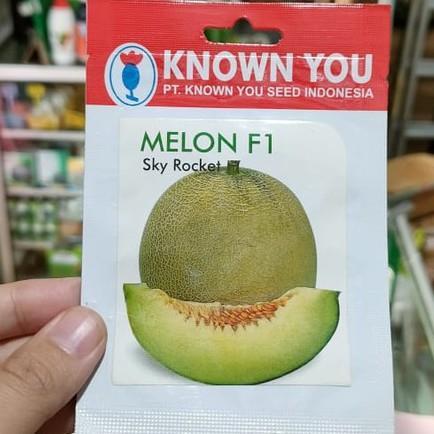 KNOWN YOU
PT. KNOWN YOU SEED INDONESIA
MELON F1
Sky Rocket